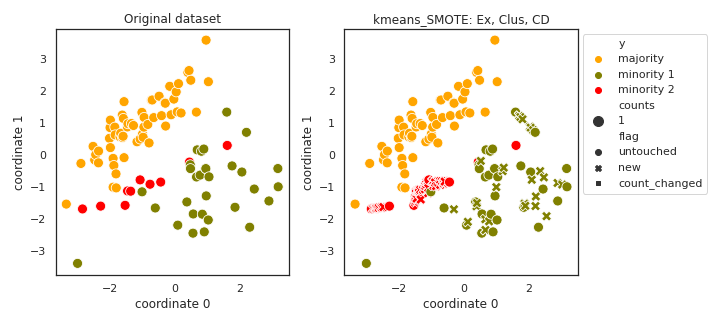 Original dataset
kmeans_SMOTE: Ex, Clus, CD
coordinate 1
3
2
1
0
−1
−2
−3
−2
0
2
coordinate 0
coordinate 1
3
2
1
0
−1
−2
−3
−2
0
2
coordinate 0
y
majority
minority 1
minority 2
counts
1
flag
untouched
new
count_changed